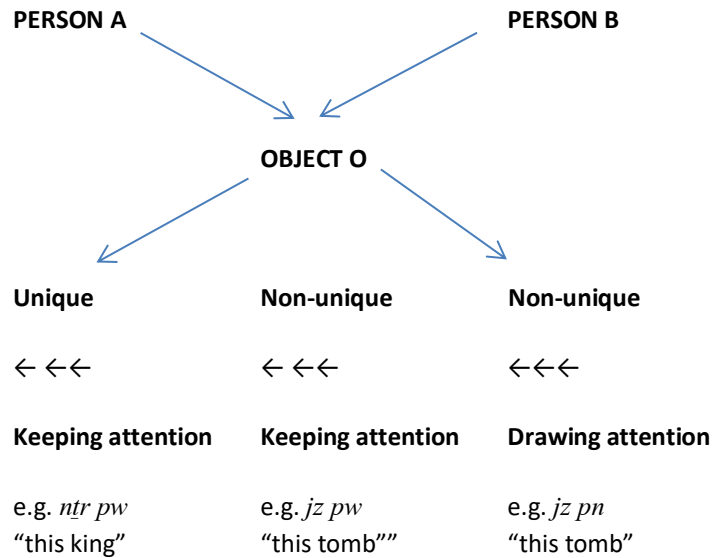 PERSON A PERSON B
OBJECT O
Unique Non-unique Non-unique
← ←← ← ←← ←←←
Keeping attention Keeping attention Drawing attention
e.g. nṯr pw e.g. jz pw e.g. jz pn
“this king” “this tomb”” “this tomb”